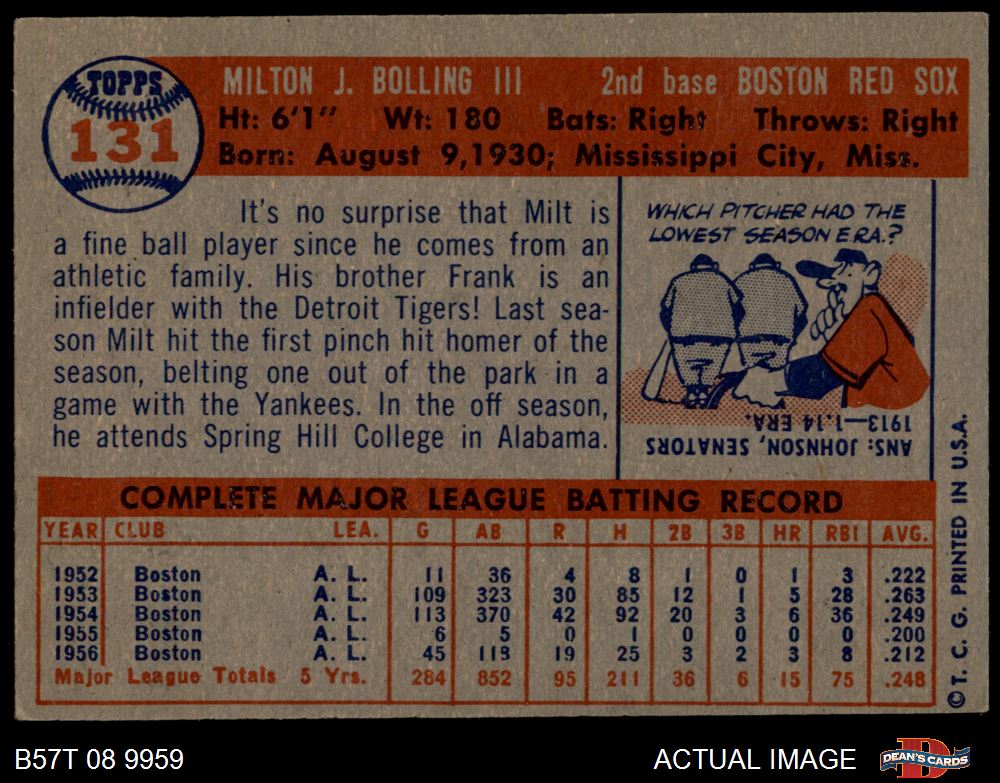 TOPPS
131
MILTON J. BOLLING III 2nd base BOSTON RED SOX
Ht: 6'1" Wt: 180 Bats: Right Throws: Right
Born: August 9, 1930; Mississippi City, Miss.
It's no surprise that Milt is
a fine ball player since he comes from an
athletic family. His brother Frank is an
infielder with the Detroit Tigers! Last sea-
son Milt hit the first pinch hit homer of the
season, belting one out of the park in a
game with the Yankees. In the off season,
he attends Spring Hill College in Alabama.
WHICH PITCHER HAD THE
LOWEST SEASON ERA.?
ANS: JOHNSON, SENATORS
1913—1.14 ERA.
COMPLETE MAJOR LEAGUE BATTING RECORD
YEAR CLUB LEA. G AB R H 2B 3B HR RBI AVG.
1952 Boston A. L. 11 36 4 8 1 0 1 3 .222
1953 Boston A. L. 109 323 30 85 12 1 5 28 .263
1954 Boston A. L. 113 370 42 92 20 3 6 36 .249
1955 Boston A. L. 6 5 0 1 0 0 0 0 .200
1956 Boston A. L. 45 118 19 25 3 2 3 8 .212
Major League Totals 5 Yrs. 284 852 95 211 36 6 15 75 .248
© T. C. G. PRINTED IN U.S.A.
B57T 08 9959
ACTUAL IMAGE
DEAN'S CARDS